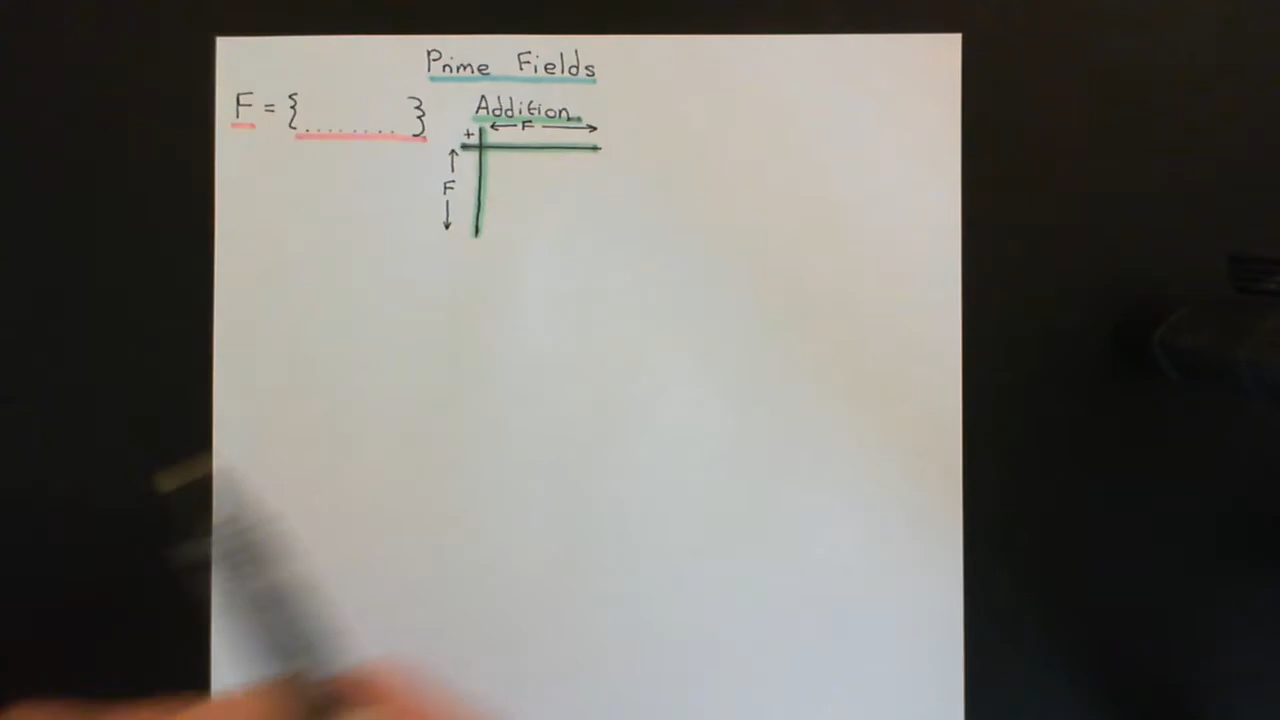 Prime Fields
F = {........}
Addition
+ ← F →
↑
F
↓